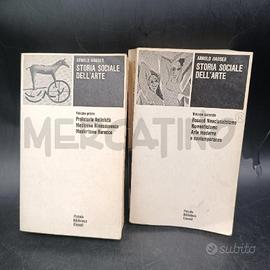 ARNOLD HAUSER
STORIA SOCIALE
DELL'ARTE
Volume primo
Preistoria Antichità
Medioevo Rinascimento
Manierismo Barocco
Piccola
Biblioteca
Einaudi
ARNOLD HAUSER
STORIA SOCIALE
DELL'ARTE
Volume secondo
Rococò Neoclassicismo
Romanticismo
Arte moderna
e contemporanea
Piccola
Biblioteca
Einaudi
MERCATINO
subito